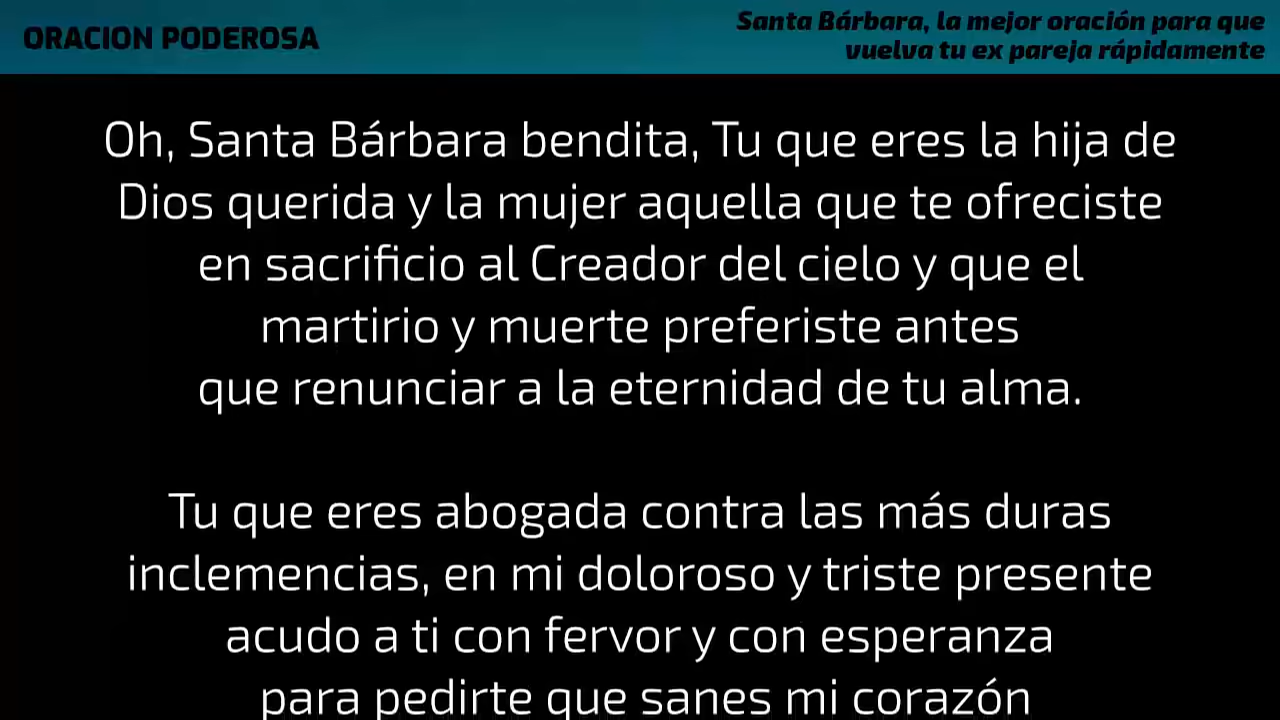 ORACION PODEROSA
Santa Bárbara, la mejor oración para que
vuelva tu ex pareja rápidamente
Oh, Santa Bárbara bendita, Tu que eres la hija de
Dios querida y la mujer aquella que te ofreciste
en sacrificio al Creador del cielo y que el
martirio y muerte preferiste antes
que renunciar a la eternidad de tu alma.
Tu que eres abogada contra las más duras
inclemencias, en mi doloroso y triste presente
acudo a ti con fervor y con esperanza
para pedirte que sanes mi corazón